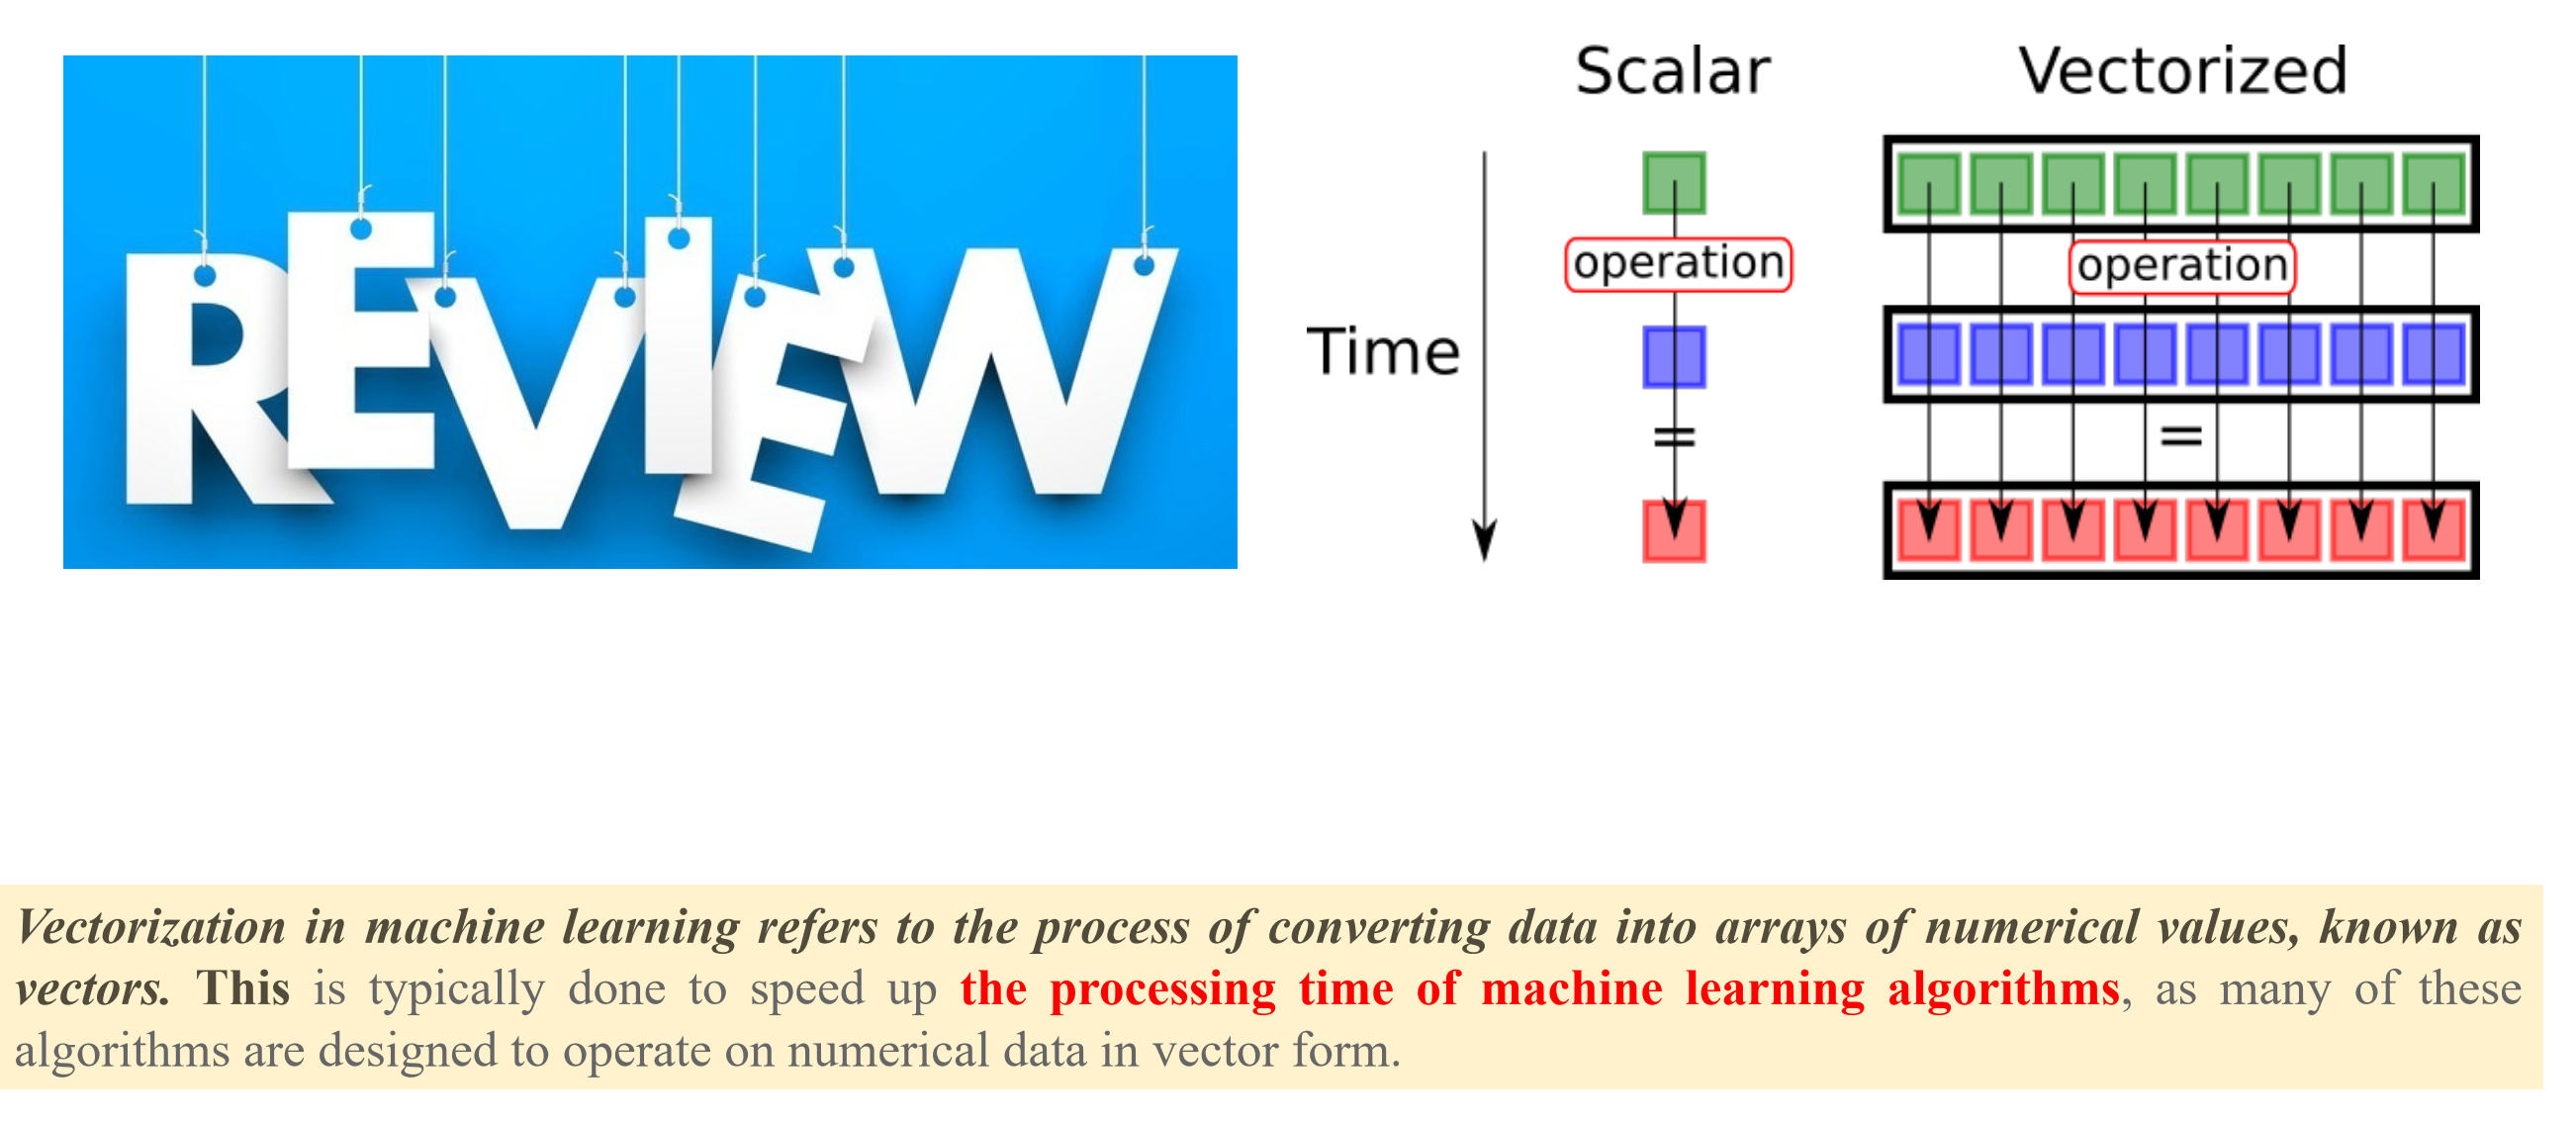 REVIEW
Scalar
Vectorized
operation
operation
Time
=
=
Vectorization in machine learning refers to the process of converting data into arrays of numerical values, known as
vectors. This is typically done to speed up the processing time of machine learning algorithms, as many of these
algorithms are designed to operate on numerical data in vector form.